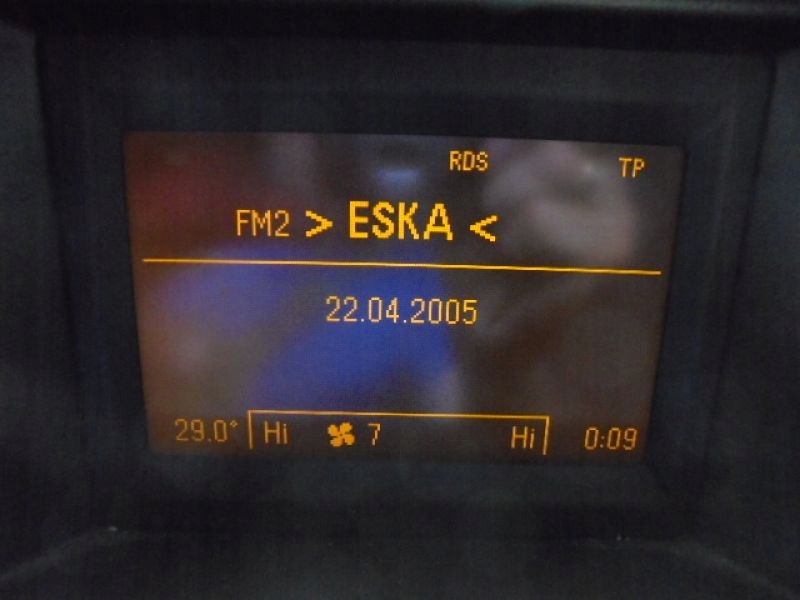 RDS TP
FM2 > ESKA <
22.04.2005
29.0° Hi 7 Hi 0:09